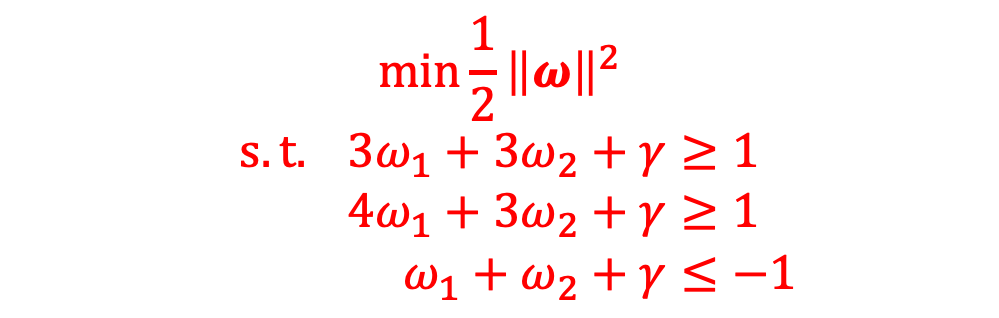 min 1/2 ‖ω‖²
s.t. 3ω₁ + 3ω₂ + γ ≥ 1
4ω₁ + 3ω₂ + γ ≥ 1
ω₁ + ω₂ + γ ≤ −1